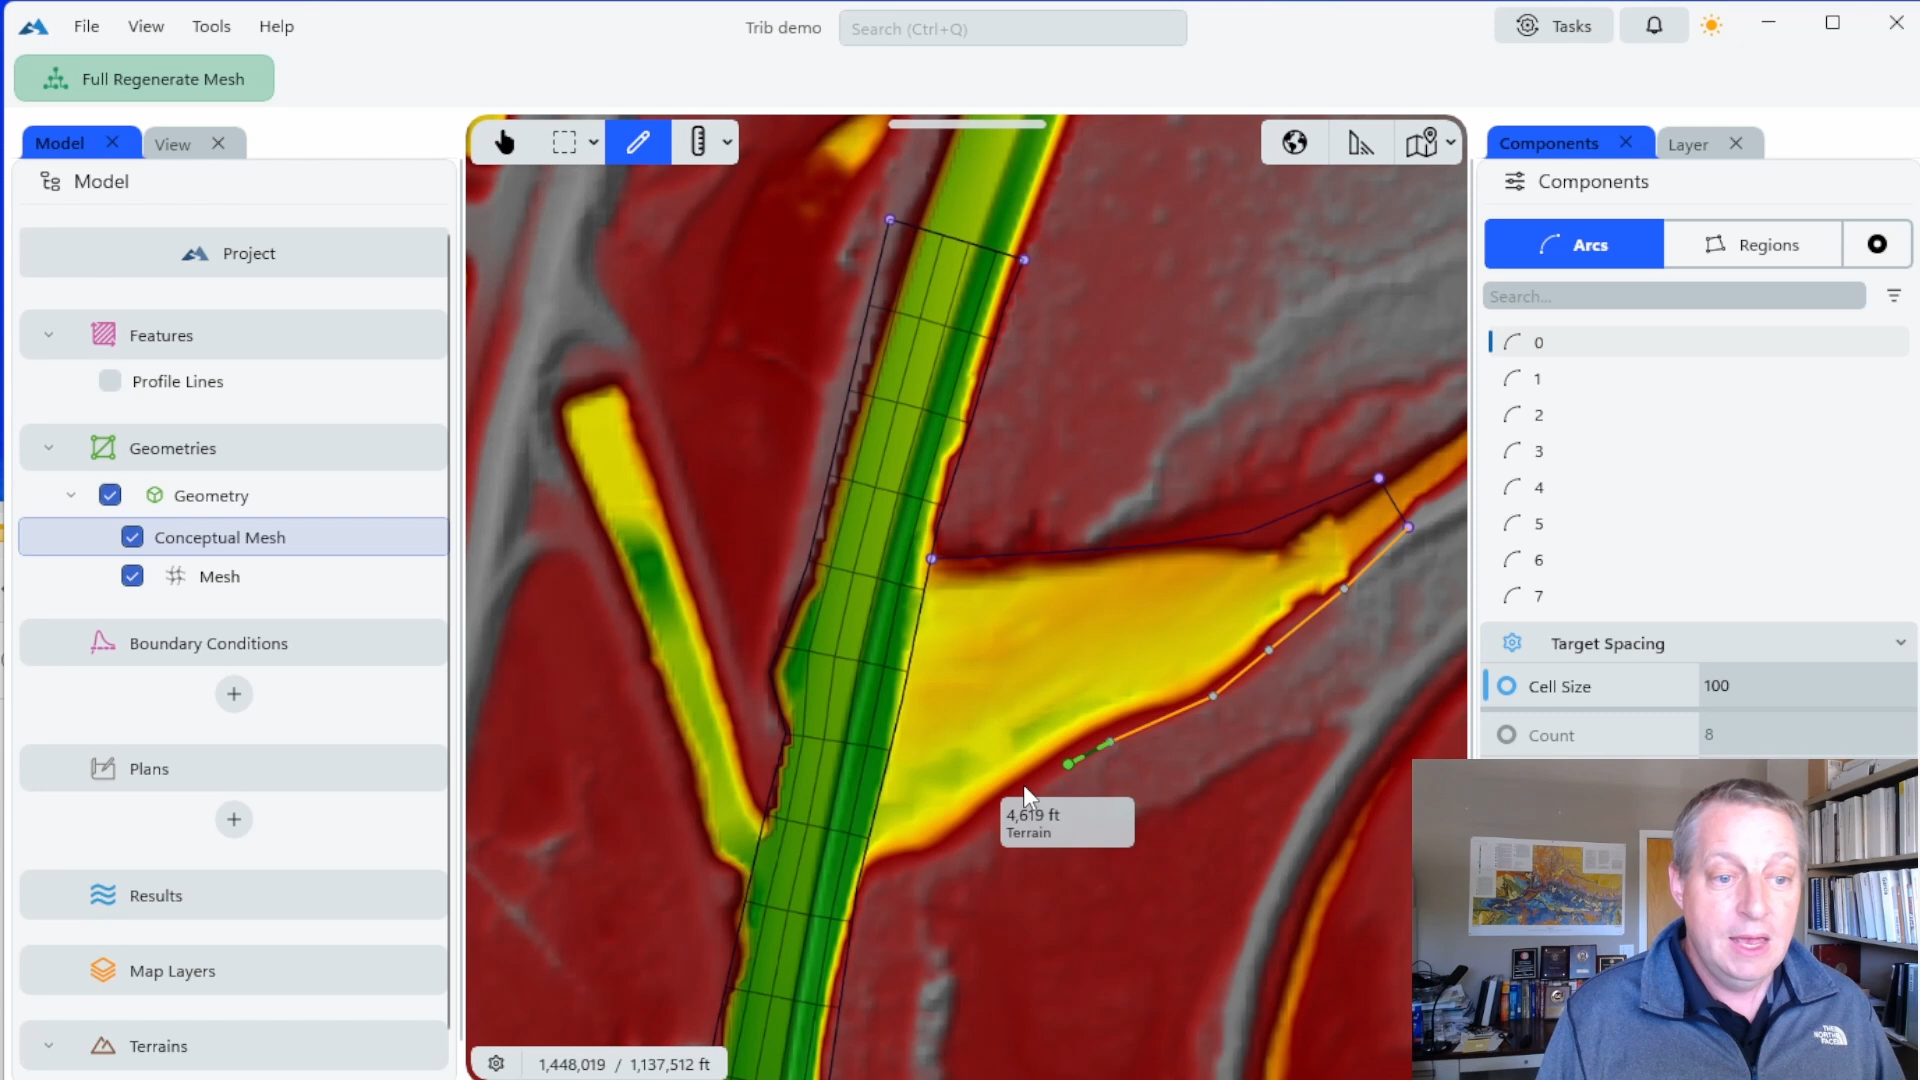 File View Tools Help
Trib demo
Search (Ctrl+Q)
Tasks
Full Regenerate Mesh
Model
View
Model
Project
Features
Profile Lines
Geometries
Geometry
Conceptual Mesh
Mesh
Boundary Conditions
Plans
Results
Map Layers
Terrains
4,619 ft
Terrain
1,448,019 / 1,137,512 ft
Components
Layer
Components
Arcs
Regions
Search...
0
1
2
3
4
5
6
7
Target Spacing
Cell Size 100
Count 8
THE
NORTH
FACE